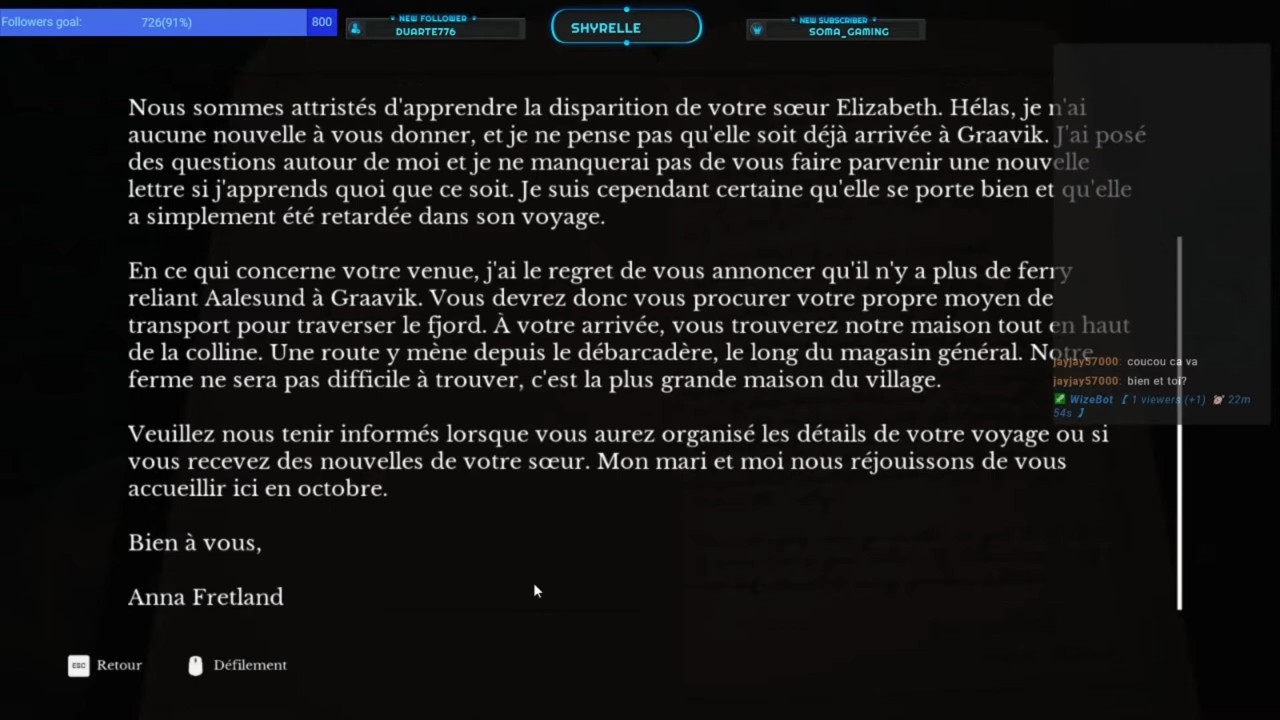 Followers goal: 726(91%) 800
NEW FOLLOWER
DUARTE776
SHYRELLE
NEW SUBSCRIBER
SOMA_GAMING
Nous sommes attristés d'apprendre la disparition de votre sœur Elizabeth. Hélas, je n'ai
aucune nouvelle à vous donner, et je ne pense pas qu'elle soit déjà arrivée à Graavik. J'ai posé
des questions autour de moi et je ne manquerai pas de vous faire parvenir une nouvelle
lettre si j'apprends quoi que ce soit. Je suis cependant certaine qu'elle se porte bien et qu'elle
a simplement été retardée dans son voyage.
En ce qui concerne votre venue, j'ai le regret de vous annoncer qu'il n'y a plus de ferry
reliant Aalesund à Graavik. Vous devrez donc vous procurer votre propre moyen de
transport pour traverser le fjord. À votre arrivée, vous trouverez notre maison tout en haut
de la colline. Une route y mène depuis le débarcadère, le long du magasin général. Notre
ferme ne sera pas difficile à trouver, c'est la plus grande maison du village.
Veuillez nous tenir informés lorsque vous aurez organisé les détails de votre voyage ou si
vous recevez des nouvelles de votre sœur. Mon mari et moi nous réjouissons de vous
accueillir ici en octobre.
Bien à vous,
Anna Fretland
jayjay57000: coucou ca va
jayjay57000: bien et toi?
WizeBot 1 viewers (+1) 22m
54s
ESC Retour Défilement